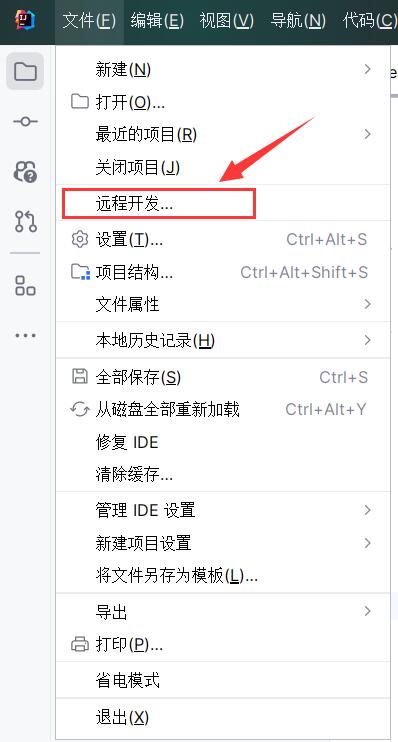 文件(F) 编辑(E) 视图(V) 导航(N) 代码(C)
新建(N)
打开(O)...
最近的项目(R)
关闭项目(J)
远程开发...
设置(T)... Ctrl+Alt+S
项目结构... Ctrl+Alt+Shift+S
文件属性
本地历史记录(H)
全部保存(S) Ctrl+S
从磁盘全部重新加载 Ctrl+Alt+Y
修复 IDE
清除缓存...
管理 IDE 设置
新建项目设置
将文件另存为模板(L)...
导出
打印(P)...
省电模式
退出(X)